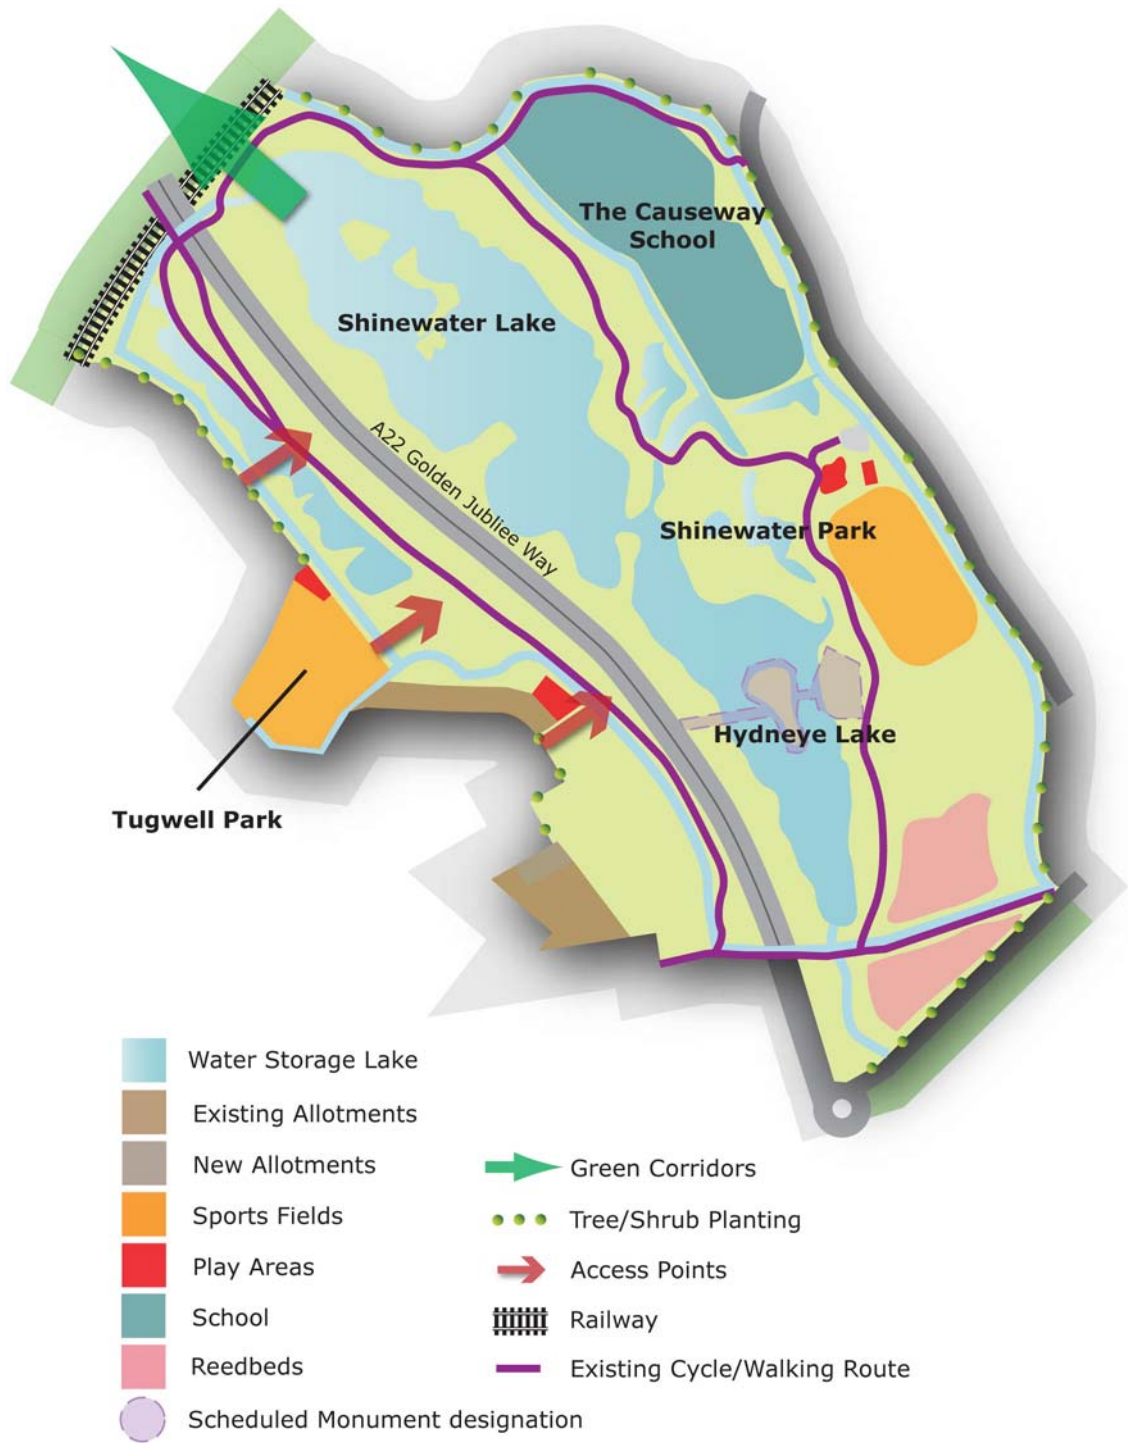 The Causeway
School
Shinewater Lake
A22 Golden Jubliee Way
Shinewater Park
Hydneye Lake
Tugwell Park
Water Storage Lake
Existing Allotments
New Allotments
Sports Fields
Play Areas
School
Reedbeds
Scheduled Monument designation
Green Corridors
Tree/Shrub Planting
Access Points
Railway
Existing Cycle/Walking Route